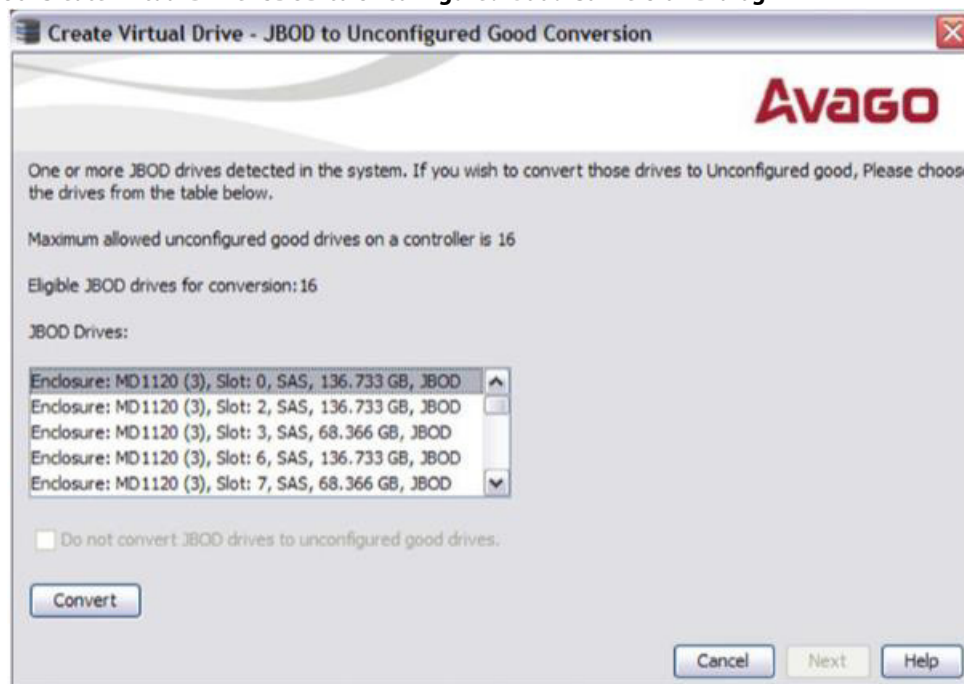 Create Virtual Drive - JBOD to Unconfigured Good Conversion
Avago
One or more JBOD drives detected in the system. If you wish to convert those drives to Unconfigured good, Please choose
the drives from the table below.
Maximum allowed unconfigured good drives on a controller is 16
Eligible JBOD drives for conversion:16
JBOD Drives:
Enclosure: MD1120 (3), Slot: 0, SAS, 136.733 GB, JBOD
Enclosure: MD1120 (3), Slot: 2, SAS, 136.733 GB, JBOD
Enclosure: MD1120 (3), Slot: 3, SAS, 68.366 GB, JBOD
Enclosure: MD1120 (3), Slot: 6, SAS, 136.733 GB, JBOD
Enclosure: MD1120 (3), Slot: 7, SAS, 68.366 GB, JBOD
Do not convert JBOD drives to unconfigured good drives.
Convert
Cancel
Next
Help